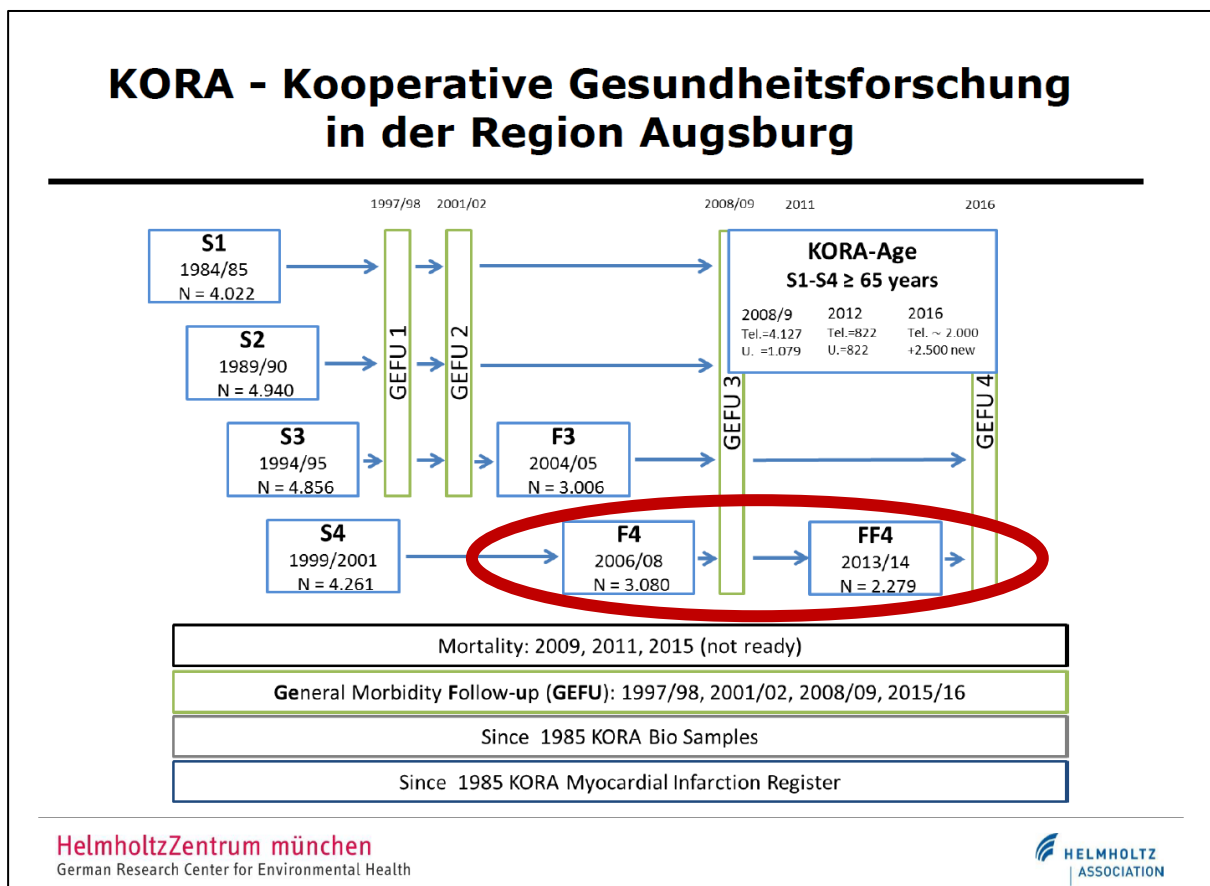 KORA - Kooperative Gesundheitsforschung
in der Region Augsburg
1997/98
2001/02
2008/09
2011
2016
S1
1984/85
N = 4.022
S2
1989/90
N = 4.940
S3
1994/95
N = 4.856
S4
1999/2001
N = 4.261
GEFU 1
GEFU 2
F3
2004/05
N = 3.006
F4
2006/08
N = 3.080
GEFU 3
KORA-Age
S1-S4 ≥ 65 years
2008/9 2012 2016
Tel.=4.127 Tel.=822 Tel. ~ 2.000
U. =1.079 U.=822 +2.500 new
FF4
2013/14
N = 2.279
GEFU 4
Mortality: 2009, 2011, 2015 (not ready)
General Morbidity Follow-up (GEFU): 1997/98, 2001/02, 2008/09, 2015/16
Since 1985 KORA Bio Samples
Since 1985 KORA Myocardial Infarction Register
HelmholtzZentrum münchen
German Research Center for Environmental Health
HELMHOLTZ
ASSOCIATION